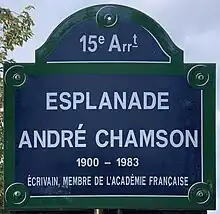 15e Arrt
ESPLANADE
ANDRÉ CHAMSON
1900 - 1983
ÉCRIVAIN, MEMBRE DE L'ACADÉMIE FRANÇAISE